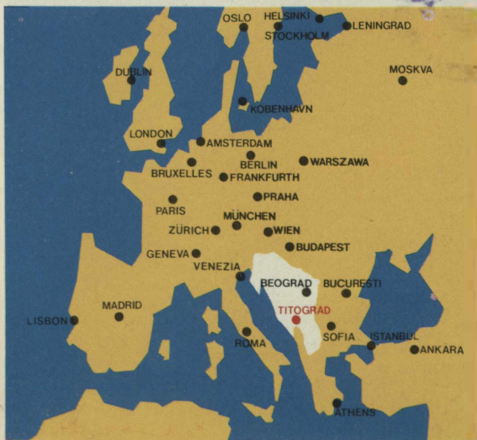 OSLO
HELSINKI
STOCKHOLM
LENINGRAD
MOSKVA
DUBLIN
KOBENHAVN
LONDON
AMSTERDAM
BERLIN
WARSZAWA
BRUXELLES
FRANKFURTH
PRAHA
PARIS
MÜNCHEN
ZÜRICH
WIEN
BUDAPEST
GENEVA
VENEZIA
BEOGRAD
BUCURESTI
MADRID
LISBON
TITOGRAD
ROMA
SOFIA
ISTANBUL
ANKARA
ATHENS